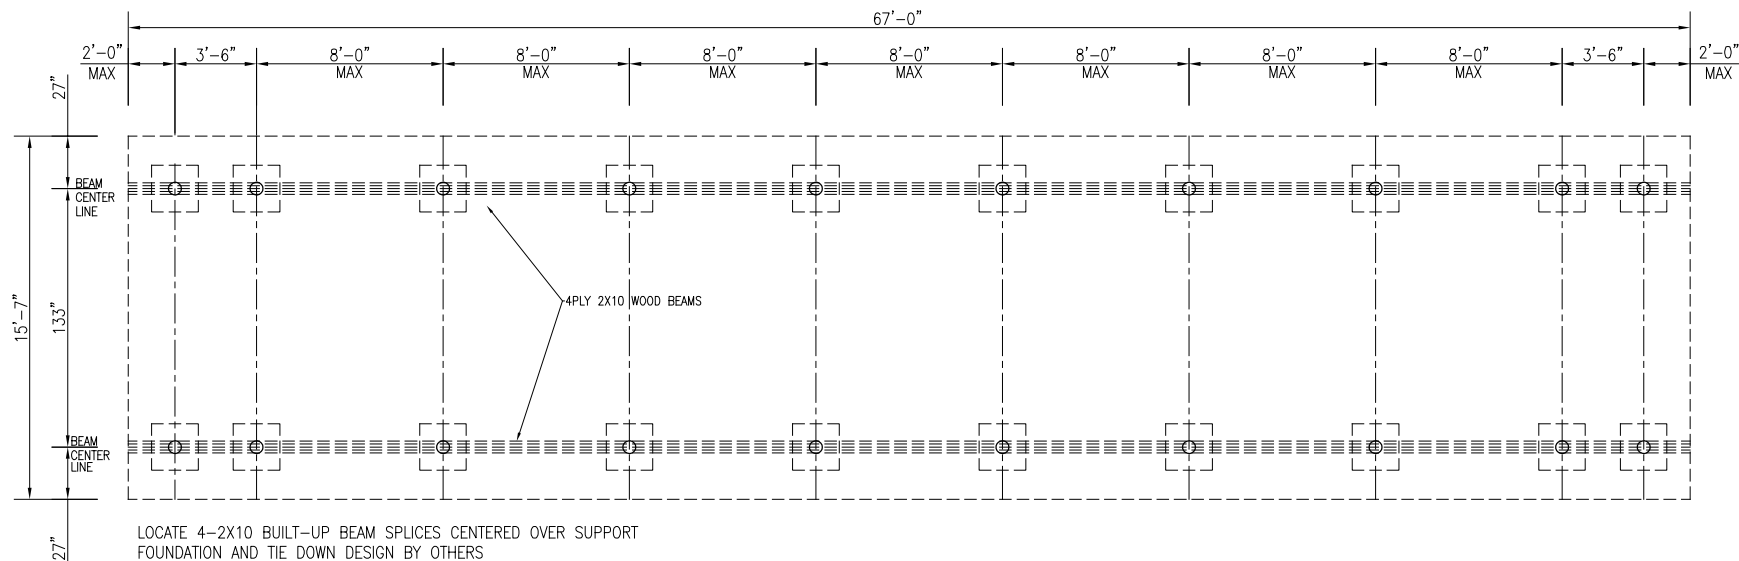 67'-0"
2'-0"
MAX
3'-6"
8'-0"
MAX
8'-0"
MAX
8'-0"
MAX
8'-0"
MAX
8'-0"
MAX
8'-0"
MAX
8'-0"
MAX
3'-6"
2'-0"
MAX
27"
BEAM
CENTER
LINE
15'-7"
133"
4PLY 2X10 WOOD BEAMS
BEAM
CENTER
LINE
27"
LOCATE 4-2X10 BUILT-UP BEAM SPLICES CENTERED OVER SUPPORT
FOUNDATION AND TIE DOWN DESIGN BY OTHERS